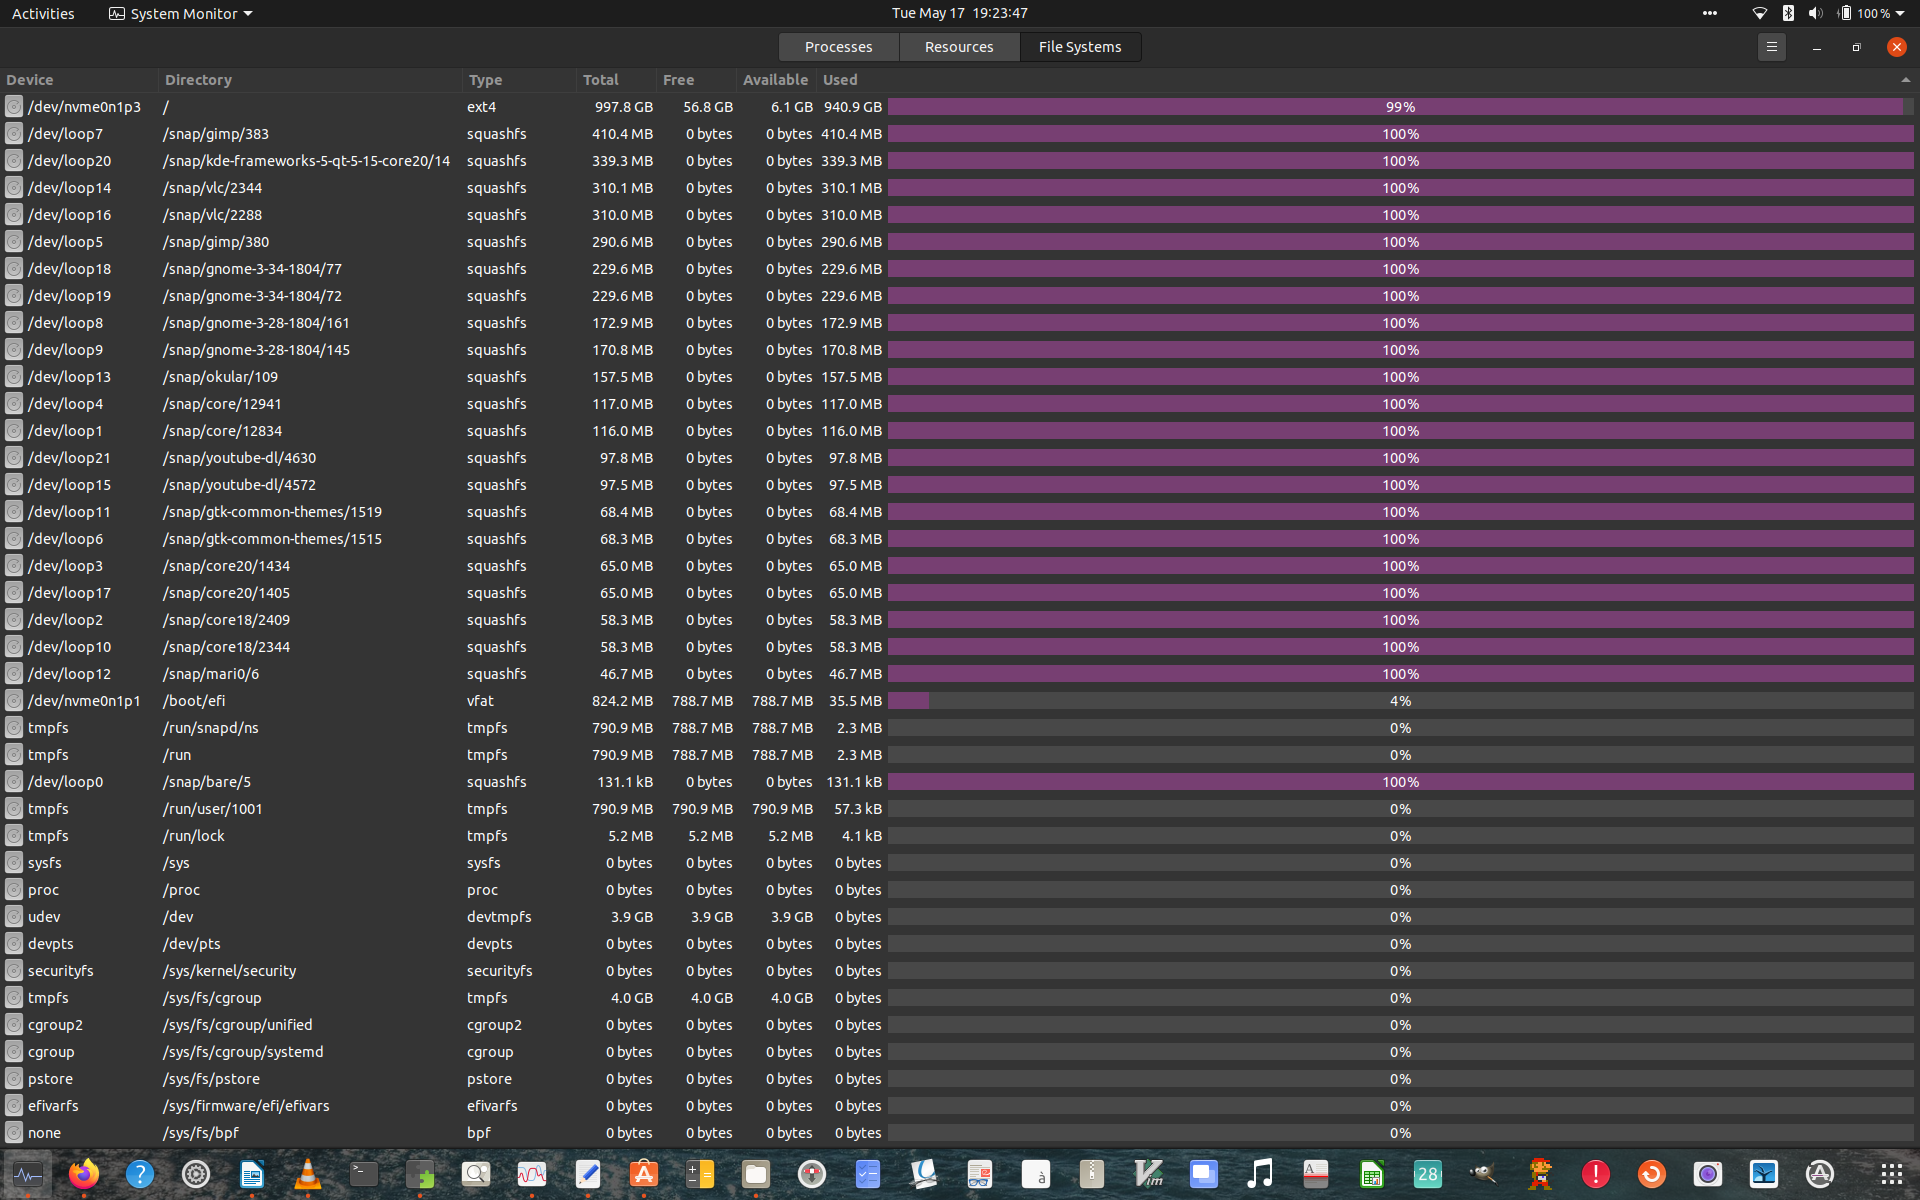 Activities System Monitor Tue May 17 19:23:47 100 %
Processes Resources File Systems
Device Directory Type Total Free Available Used
/dev/nvme0n1p3 / ext4 997.8 GB 56.8 GB 6.1 GB 940.9 GB 99%
/dev/loop7 /snap/gimp/383 squashfs 410.4 MB 0 bytes 0 bytes 410.4 MB 100%
/dev/loop20 /snap/kde-frameworks-5-qt-5-15-core20/14 squashfs 339.3 MB 0 bytes 0 bytes 339.3 MB 100%
/dev/loop14 /snap/vlc/2344 squashfs 310.1 MB 0 bytes 0 bytes 310.1 MB 100%
/dev/loop16 /snap/vlc/2288 squashfs 310.0 MB 0 bytes 0 bytes 310.0 MB 100%
/dev/loop5 /snap/gimp/380 squashfs 290.6 MB 0 bytes 0 bytes 290.6 MB 100%
/dev/loop18 /snap/gnome-3-34-1804/77 squashfs 229.6 MB 0 bytes 0 bytes 229.6 MB 100%
/dev/loop19 /snap/gnome-3-34-1804/72 squashfs 229.6 MB 0 bytes 0 bytes 229.6 MB 100%
/dev/loop8 /snap/gnome-3-28-1804/161 squashfs 172.9 MB 0 bytes 0 bytes 172.9 MB 100%
/dev/loop9 /snap/gnome-3-28-1804/145 squashfs 170.8 MB 0 bytes 0 bytes 170.8 MB 100%
/dev/loop13 /snap/okular/109 squashfs 157.5 MB 0 bytes 0 bytes 157.5 MB 100%
/dev/loop4 /snap/core/12941 squashfs 117.0 MB 0 bytes 0 bytes 117.0 MB 100%
/dev/loop1 /snap/core/12834 squashfs 116.0 MB 0 bytes 0 bytes 116.0 MB 100%
/dev/loop21 /snap/youtube-dl/4630 squashfs 97.8 MB 0 bytes 0 bytes 97.8 MB 100%
/dev/loop15 /snap/youtube-dl/4572 squashfs 97.5 MB 0 bytes 0 bytes 97.5 MB 100%
/dev/loop11 /snap/gtk-common-themes/1519 squashfs 68.4 MB 0 bytes 0 bytes 68.4 MB 100%
/dev/loop6 /snap/gtk-common-themes/1515 squashfs 68.3 MB 0 bytes 0 bytes 68.3 MB 100%
/dev/loop3 /snap/core20/1434 squashfs 65.0 MB 0 bytes 0 bytes 65.0 MB 100%
/dev/loop17 /snap/core20/1405 squashfs 65.0 MB 0 bytes 0 bytes 65.0 MB 100%
/dev/loop2 /snap/core18/2409 squashfs 58.3 MB 0 bytes 0 bytes 58.3 MB 100%
/dev/loop10 /snap/core18/2344 squashfs 58.3 MB 0 bytes 0 bytes 58.3 MB 100%
/dev/loop12 /snap/mari0/6 squashfs 46.7 MB 0 bytes 0 bytes 46.7 MB 100%
/dev/nvme0n1p1 /boot/efi vfat 824.2 MB 788.7 MB 788.7 MB 35.5 MB 4%
tmpfs /run/snapd/ns tmpfs 790.9 MB 788.7 MB 788.7 MB 2.3 MB 0%
tmpfs /run tmpfs 790.9 MB 788.7 MB 788.7 MB 2.3 MB 0%
/dev/loop0 /snap/bare/5 squashfs 131.1 kB 0 bytes 0 bytes 131.1 kB 100%
tmpfs /run/user/1001 tmpfs 790.9 MB 790.9 MB 790.9 MB 57.3 kB 0%
tmpfs /run/lock tmpfs 5.2 MB 5.2 MB 5.2 MB 4.1 kB 0%
sysfs /sys sysfs 0 bytes 0 bytes 0 bytes 0 bytes 0%
proc /proc proc 0 bytes 0 bytes 0 bytes 0 bytes 0%
udev /dev devtmpfs 3.9 GB 3.9 GB 3.9 GB 0 bytes 0%
devpts /dev/pts devpts 0 bytes 0 bytes 0 bytes 0 bytes 0%
securityfs /sys/kernel/security securityfs 0 bytes 0 bytes 0 bytes 0 bytes 0%
tmpfs /sys/fs/cgroup tmpfs 4.0 GB 4.0 GB 4.0 GB 0 bytes 0%
cgroup2 /sys/fs/cgroup/unified cgroup2 0 bytes 0 bytes 0 bytes 0 bytes 0%
cgroup /sys/fs/cgroup/systemd cgroup 0 bytes 0 bytes 0 bytes 0 bytes 0%
pstore /sys/fs/pstore pstore 0 bytes 0 bytes 0 bytes 0 bytes 0%
efivarfs /sys/firmware/efi/efivars efivarfs 0 bytes 0 bytes 0 bytes 0 bytes 0%
none /sys/fs/bpf bpf 0 bytes 0 bytes 0 bytes 0 bytes 0%
? à Vim A 28 !